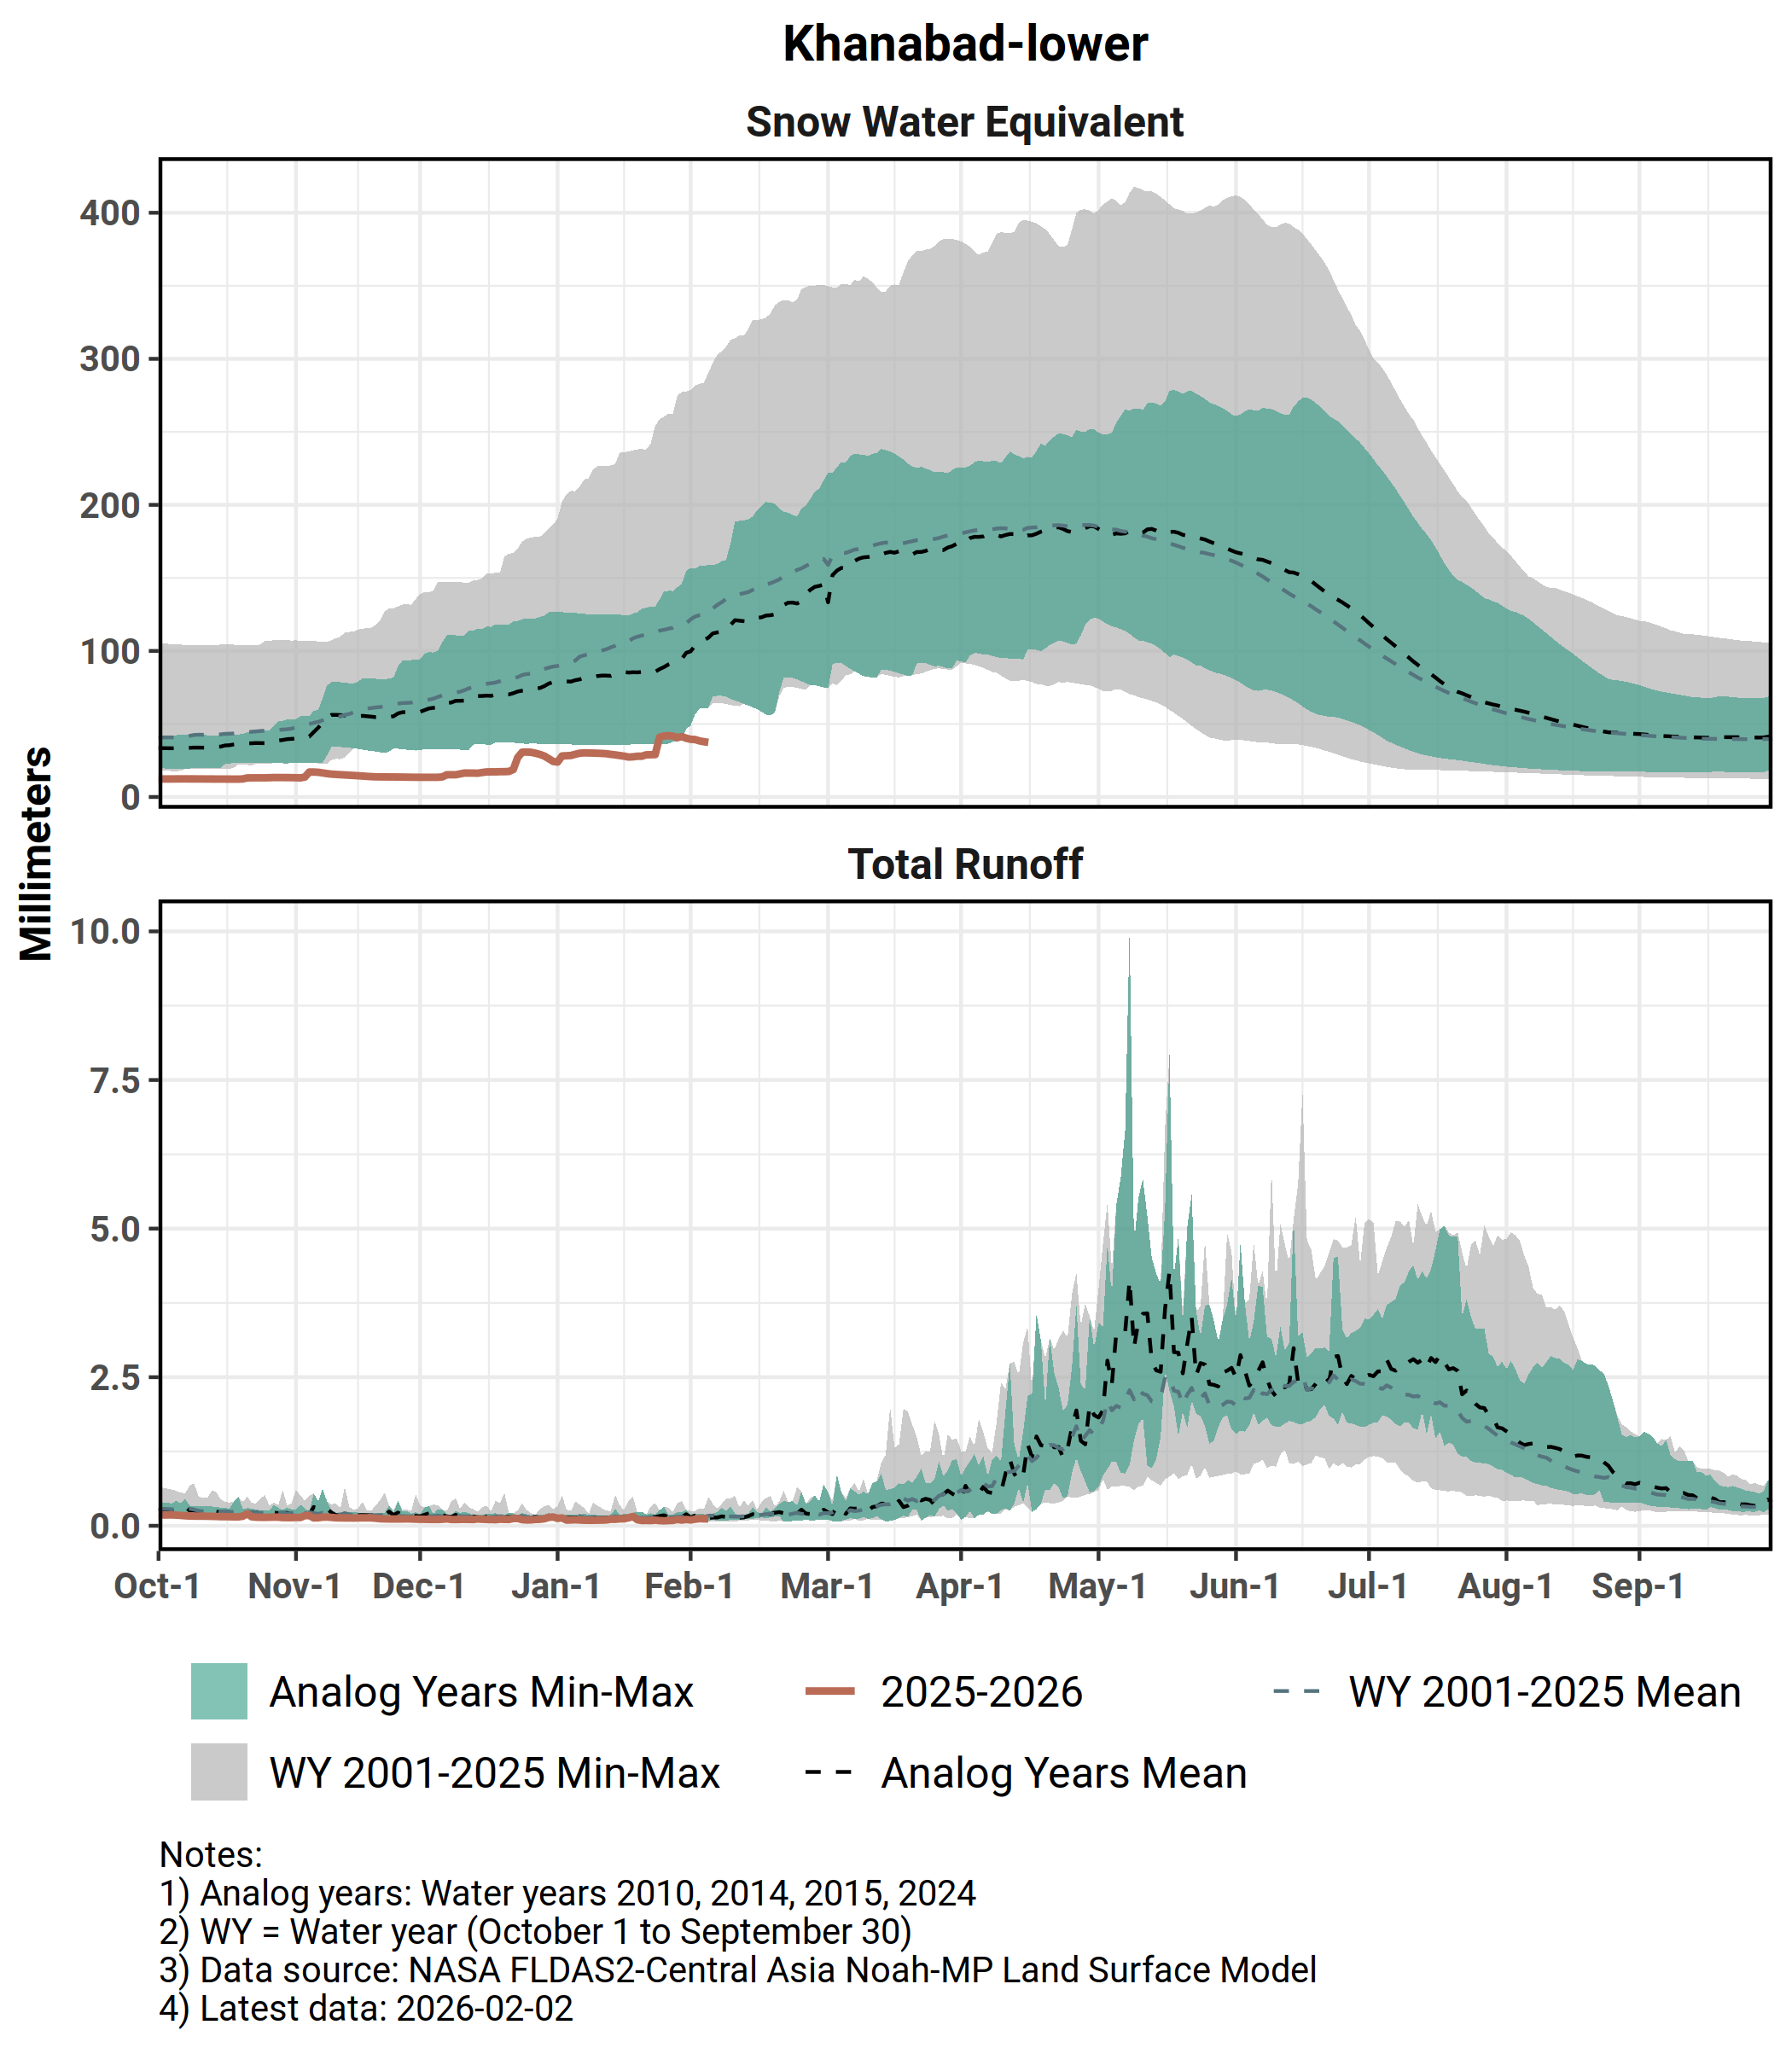 Khanabad-lower
Snow Water Equivalent
400
300
200
100
0
Millimeters
Total Runoff
10.0
7.5
5.0
2.5
0.0
Oct-1 Nov-1 Dec-1 Jan-1 Feb-1 Mar-1 Apr-1 May-1 Jun-1 Jul-1 Aug-1 Sep-1
Analog Years Min-Max 2025-2026 WY 2001-2025 Mean
WY 2001-2025 Min-Max Analog Years Mean
Notes:
1) Analog years: Water years 2010, 2014, 2015, 2024
2) WY = Water year (October 1 to September 30)
3) Data source: NASA FLDAS2-Central Asia Noah-MP Land Surface Model
4) Latest data: 2026-02-02